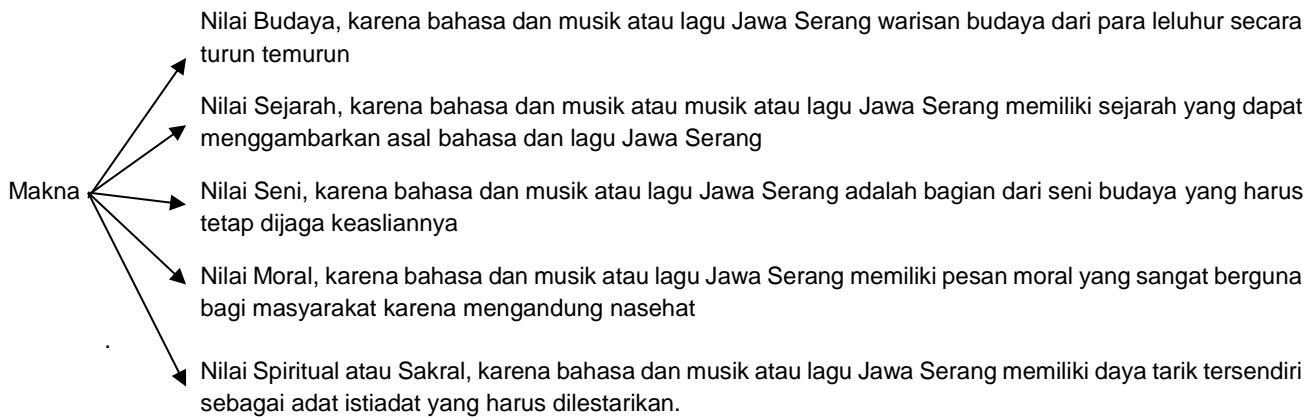 Nilai Budaya, karena bahasa dan musik atau lagu Jawa Serang warisan budaya dari para leluhur secara
turun temurun
Nilai Sejarah, karena bahasa dan musik atau musik atau lagu Jawa Serang memiliki sejarah yang dapat
menggambarkan asal bahasa dan lagu Jawa Serang
Makna
Nilai Seni, karena bahasa dan musik atau lagu Jawa Serang adalah bagian dari seni budaya yang harus
tetap dijaga keasliannya
Nilai Moral, karena bahasa dan musik atau lagu Jawa Serang memiliki pesan moral yang sangat berguna
bagi masyarakat karena mengandung nasehat
.
Nilai Spiritual atau Sakral, karena bahasa dan musik atau lagu Jawa Serang memiliki daya tarik tersendiri
sebagai adat istiadat yang harus dilestarikan.